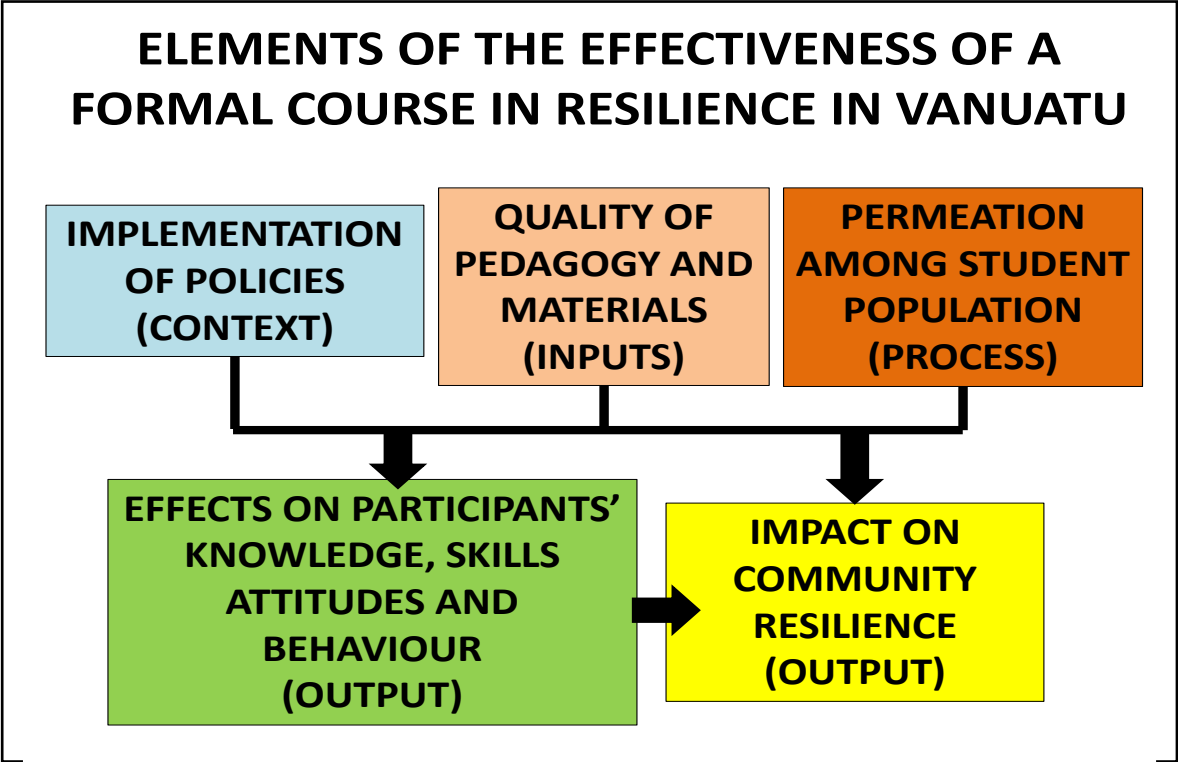 ELEMENTS OF THE EFFECTIVENESS OF A
FORMAL COURSE IN RESILIENCE IN VANUATU
IMPLEMENTATION
OF POLICIES
(CONTEXT)
QUALITY OF
PEDAGOGY AND
MATERIALS
(INPUTS)
PERMEATION
AMONG STUDENT
POPULATION
(PROCESS)
EFFECTS ON PARTICIPANTS’
KNOWLEDGE, SKILLS
ATTITUDES AND
BEHAVIOUR
(OUTPUT)
IMPACT ON
COMMUNITY
RESILIENCE
(OUTPUT)